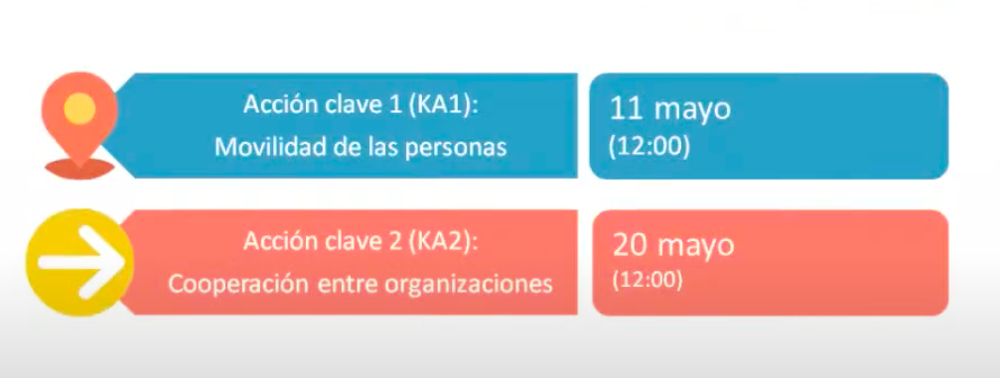 Acción clave 1 (KA1):
Movilidad de las personas
11 mayo
(12:00)
Acción clave 2 (KA2):
Cooperación entre organizaciones
20 mayo
(12:00)